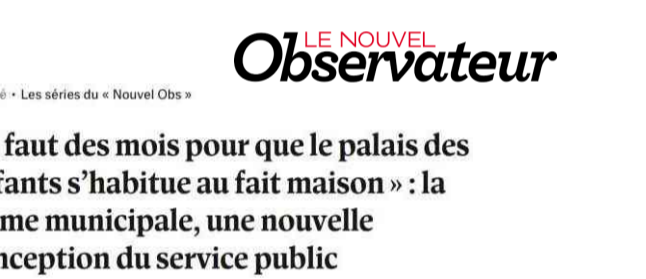 LE NOUVEL
Observateur
é • Les séries du « Nouvel Obs »
faut des mois pour que le palais des
fants s’habitue au fait maison » : la
me municipale, une nouvelle
nception du service public